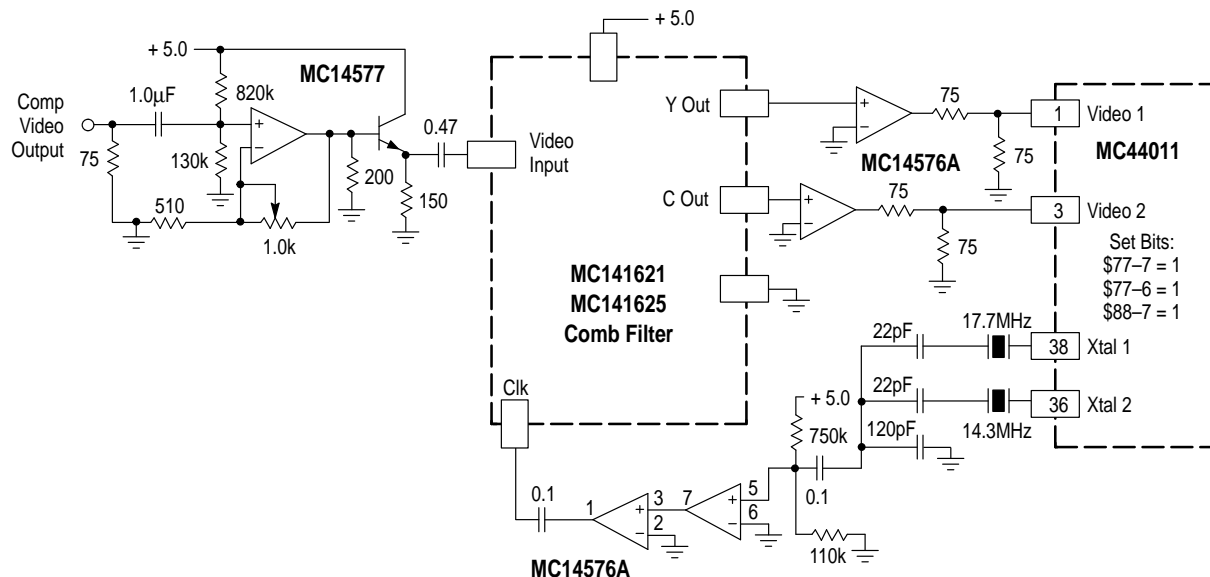 + 5.0
+ 5.0
MC14577
Comp
Video
Output
1.0µF
820k
+
−
130k
75
510
1.0k
200
150
0.47
Video
Input
Y Out
C Out
MC141621
MC141625
Comb Filter
Clk
+
−
75
75
MC14576A
+
−
75
75
1
Video 1
MC44011
3
Video 2
Set Bits:
$77–7 = 1
$77–6 = 1
$88–7 = 1
22pF
17.7MHz
38
Xtal 1
22pF
14.3MHz
36
Xtal 2
120pF
+ 5.0
750k
0.1
110k
5
6
+
−
7
3
2
+
−
1
0.1
MC14576A